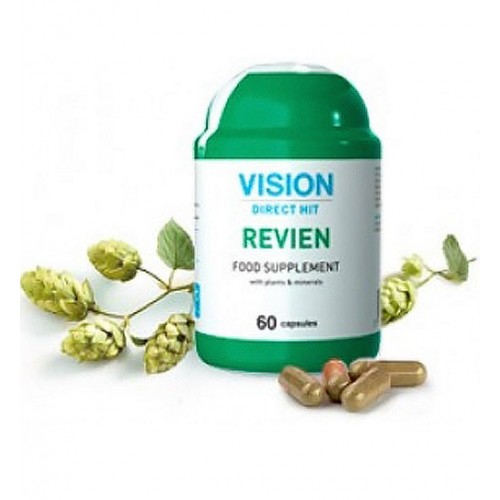 VISION
DIRECT HIT
REVIEN
FOOD SUPPLEMENT
with plants & minerals
60 capsules